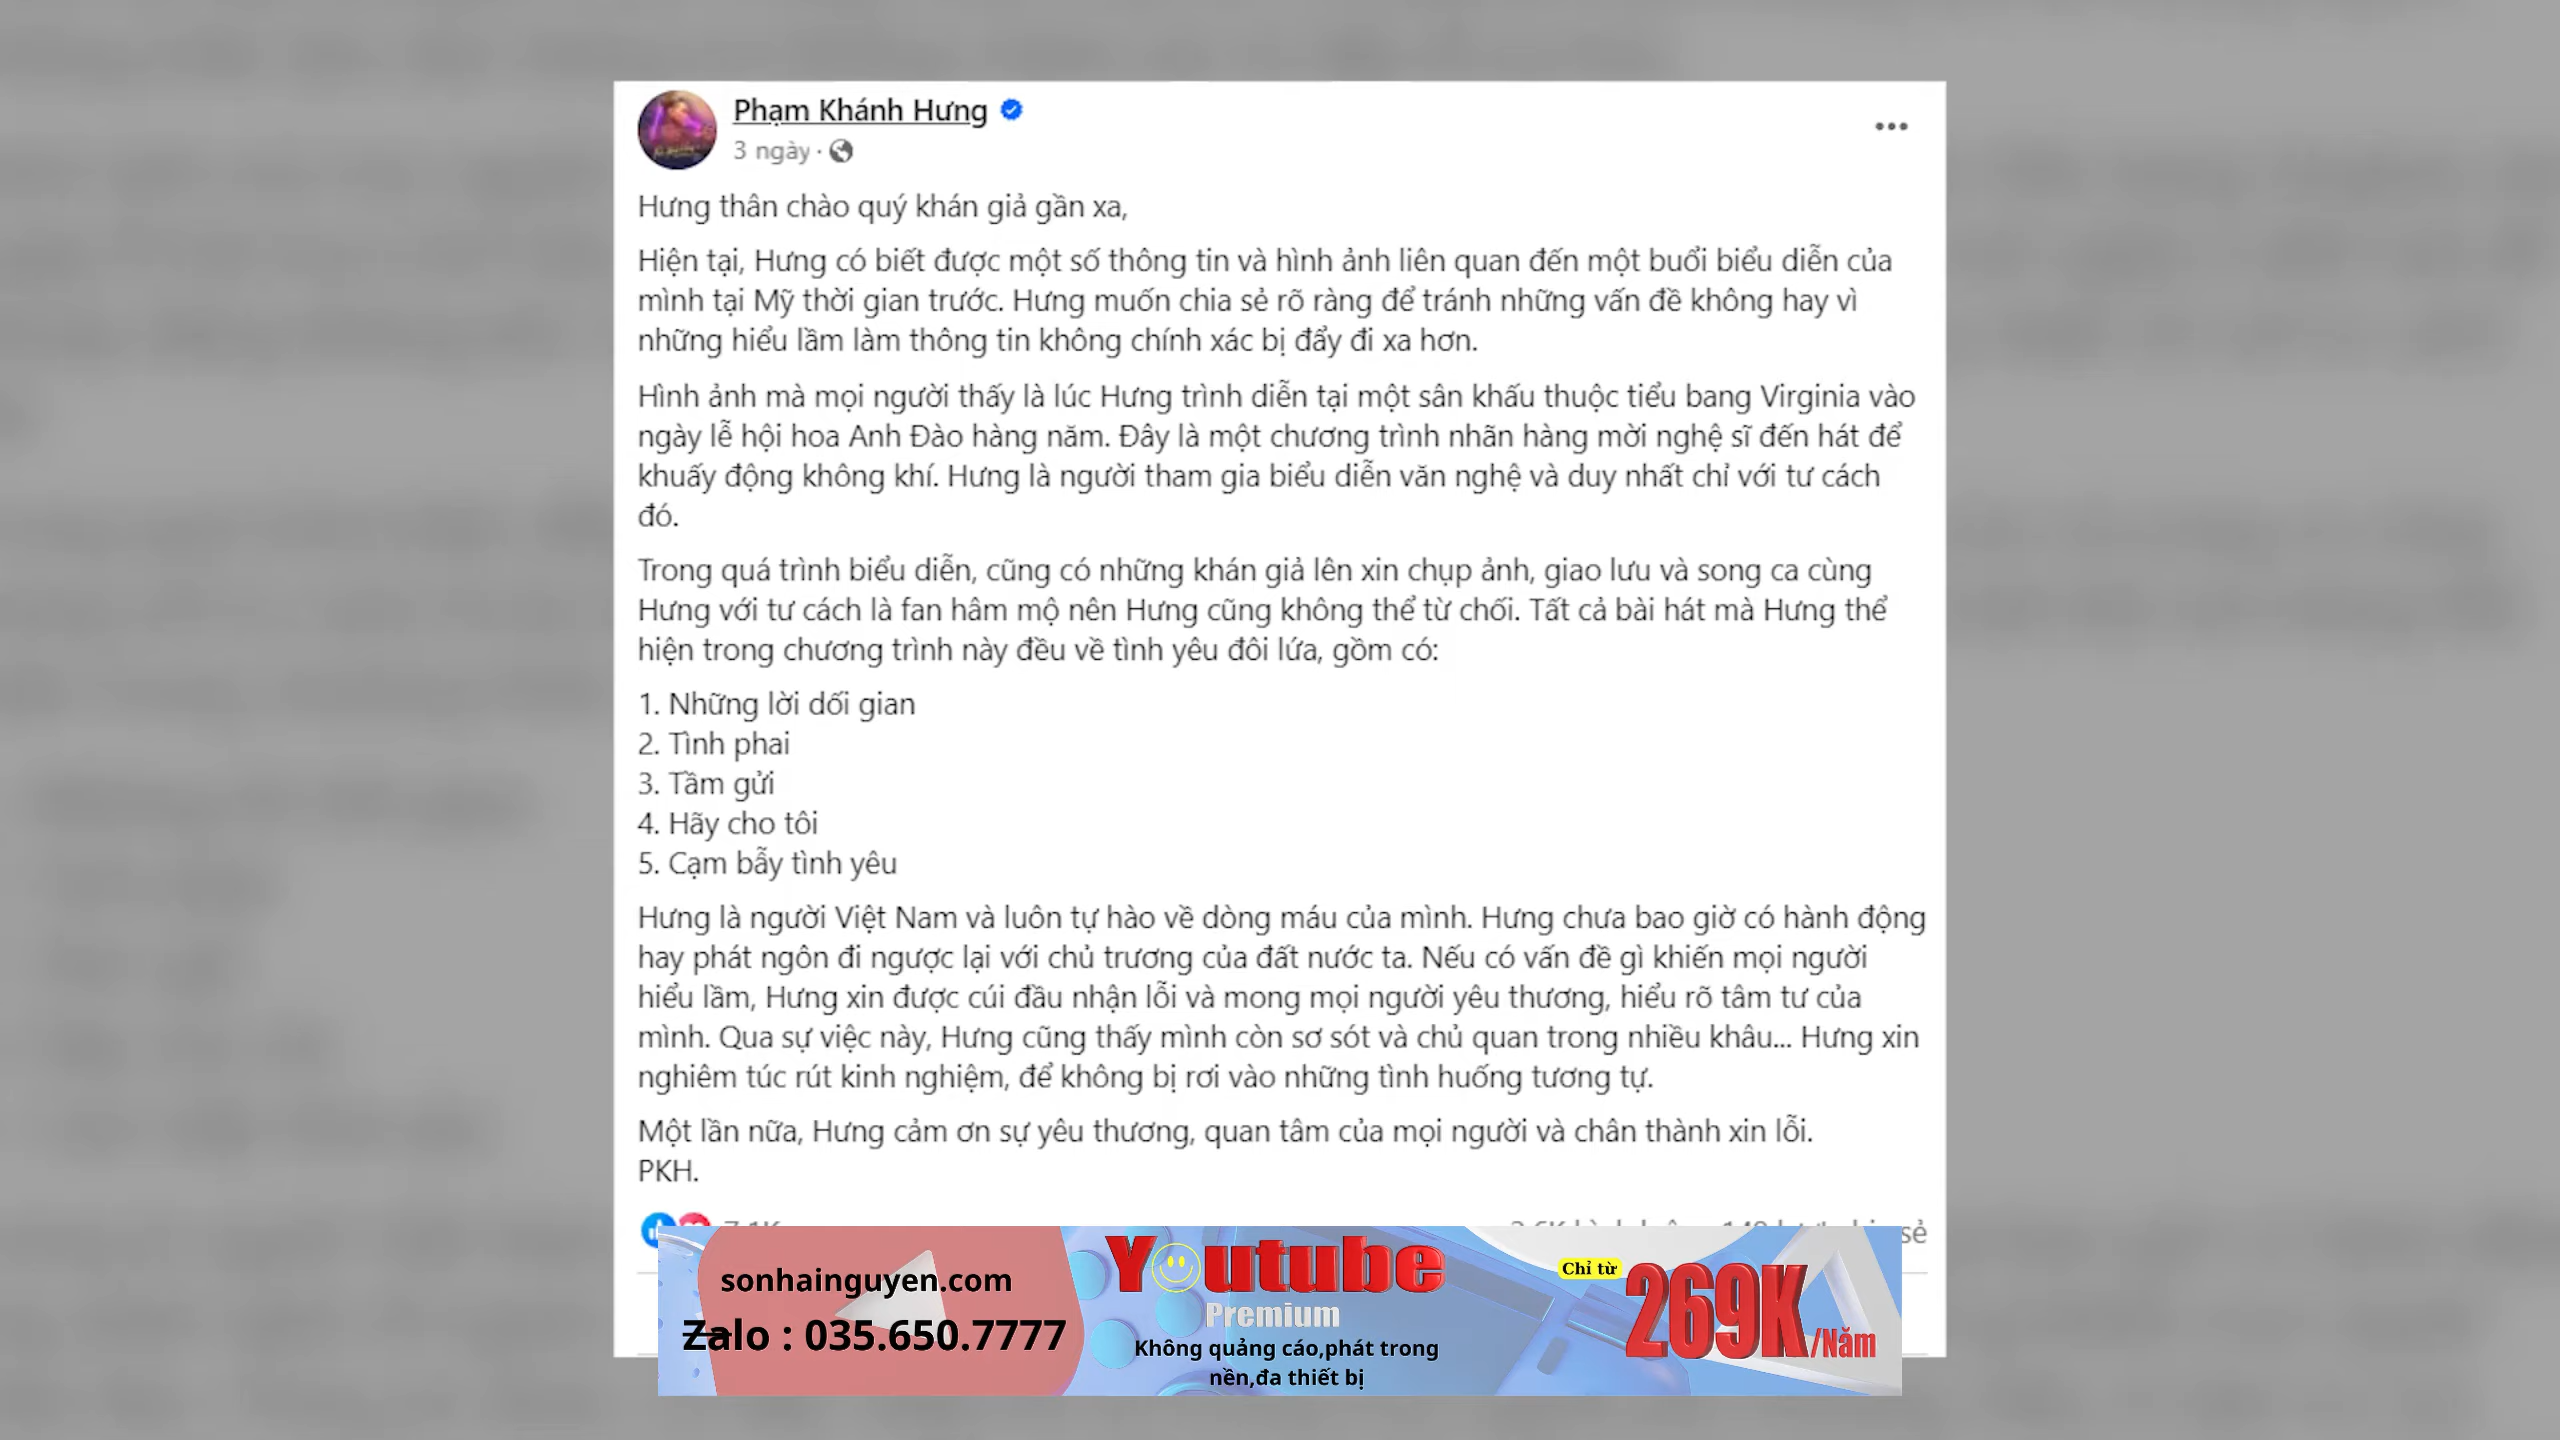 Phạm Khánh Hưng
3 ngày ·
Hưng thân chào quý khán giả gần xa,
Hiện tại, Hưng có biết được một số thông tin và hình ảnh liên quan đến một buổi biểu diễn của
mình tại Mỹ thời gian trước. Hưng muốn chia sẻ rõ ràng để tránh những vấn đề không hay vì
những hiểu lầm làm thông tin không chính xác bị đẩy đi xa hơn.
Hình ảnh mà mọi người thấy là lúc Hưng trình diễn tại một sân khấu thuộc tiểu bang Virginia vào
ngày lễ hội hoa Anh Đào hàng năm. Đây là một chương trình nhãn hàng mời nghệ sĩ đến hát để
khuấy động không khí. Hưng là người tham gia biểu diễn văn nghệ và duy nhất chỉ với tư cách
đó.
Trong quá trình biểu diễn, cũng có những khán giả lên xin chụp ảnh, giao lưu và song ca cùng
Hưng với tư cách là fan hâm mộ nên Hưng cũng không thể từ chối. Tất cả bài hát mà Hưng thể
hiện trong chương trình này đều về tình yêu đôi lứa, gồm có:
1. Những lời dối gian
2. Tình phai
3. Tầm gửi
4. Hãy cho tôi
5. Cạm bẫy tình yêu
Hưng là người Việt Nam và luôn tự hào về dòng máu của mình. Hưng chưa bao giờ có hành động
hay phát ngôn đi ngược lại với chủ trương của đất nước ta. Nếu có vấn đề gì khiến mọi người
hiểu lầm, Hưng xin được cúi đầu nhận lỗi và mong mọi người yêu thương, hiểu rõ tâm tư của
mình. Qua sự việc này, Hưng cũng thấy mình còn sơ sót và chủ quan trong nhiều khâu... Hưng xin
nghiêm túc rút kinh nghiệm, để không bị rơi vào những tình huống tương tự.
Một lần nữa, Hưng cảm ơn sự yêu thương, quan tâm của mọi người và chân thành xin lỗi.
PKH.
sẻ
sonhainguyen.com
Zalo : 035.650.7777
Youtube
Premium
Không quảng cáo,phát trong
nền,đa thiết bị
Chỉ từ
269K/Năm